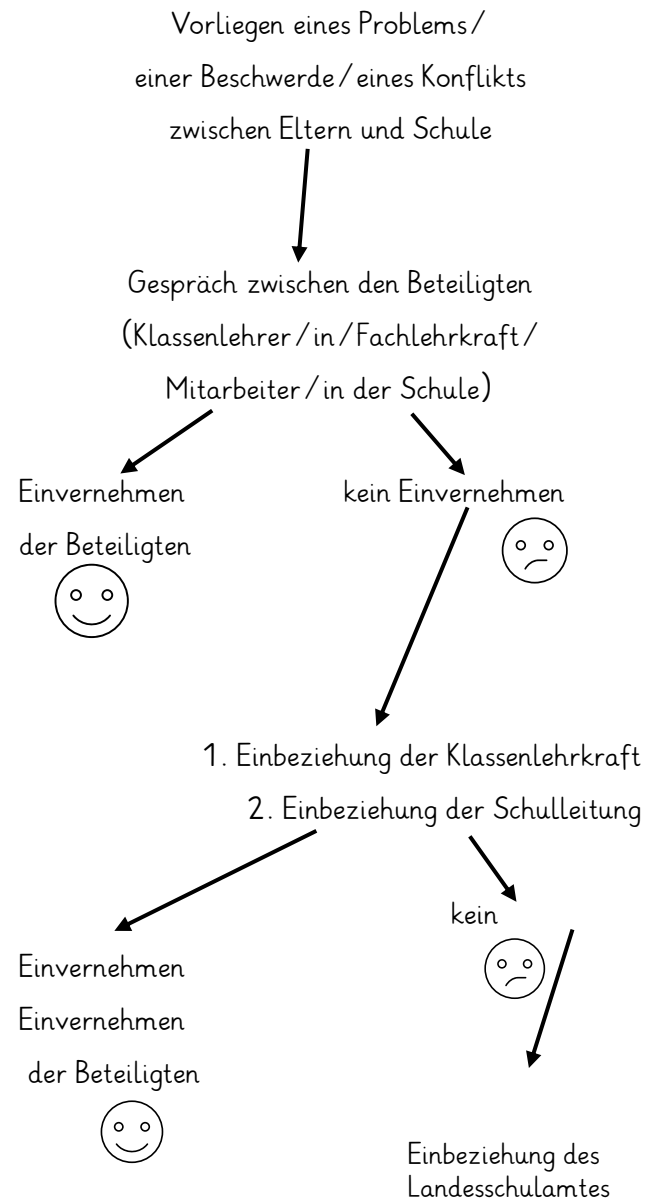 Vorliegen eines Problems/
einer Beschwerde/eines Konflikts
zwischen Eltern und Schule
Gespräch zwischen den Beteiligten
(Klassenlehrer/in/Fachlehrkraft/
Mitarbeiter/in der Schule)
Einvernehmen
der Beteiligten
kein Einvernehmen
1. Einbeziehung der Klassenlehrkraft
2. Einbeziehung der Schulleitung
kein
Einvernehmen
Einvernehmen
der Beteiligten
Einbeziehung des
Landesschulamtes